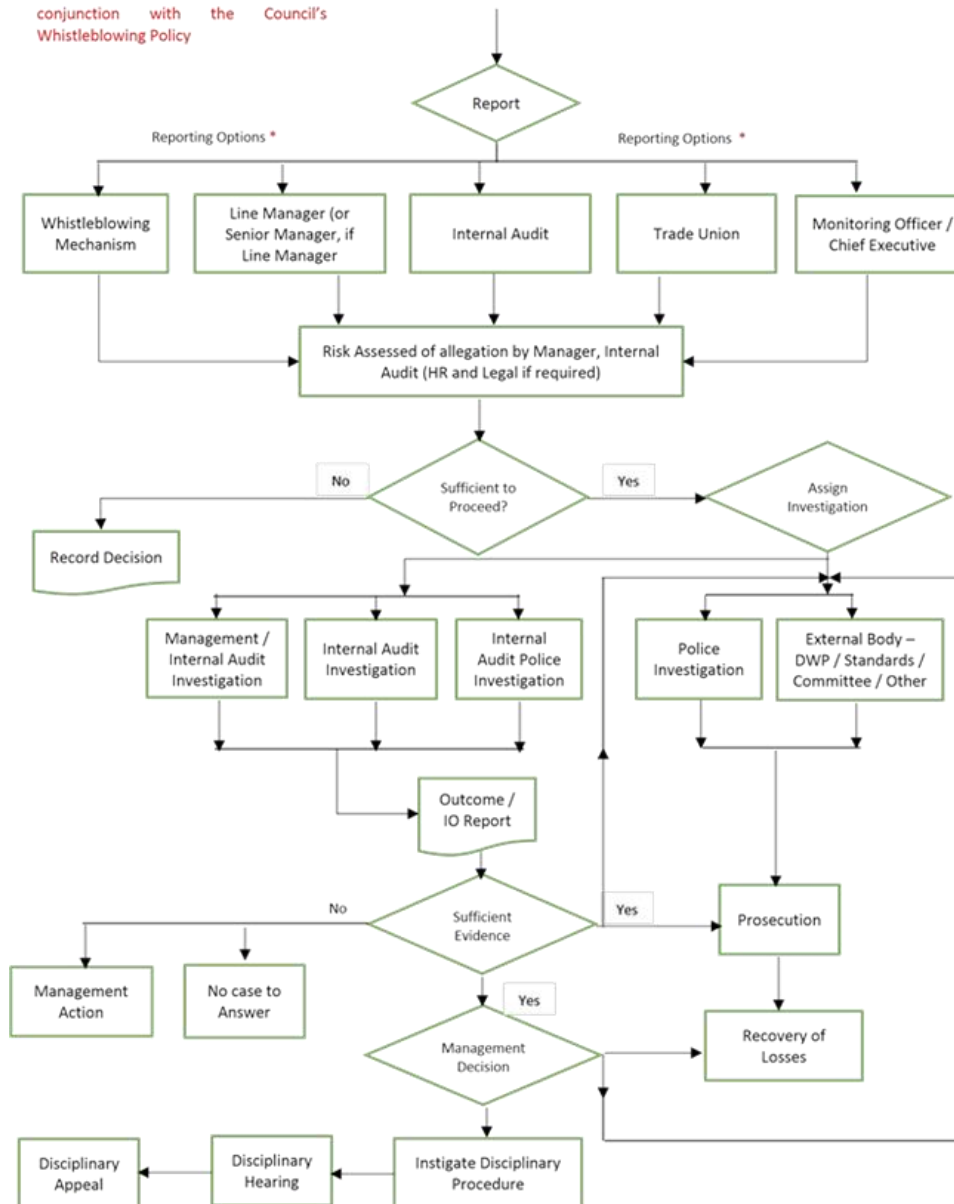 conjunction with the Council's
Whistleblowing Policy
Report
Reporting Options *
Reporting Options *
Whistleblowing
Mechanism
Line Manager (or
Senior Manager, if
Line Manager
Internal Audit
Trade Union
Monitoring Officer /
Chief Executive
Risk Assessed of allegation by Manager, Internal
Audit (HR and Legal if required)
No
Sufficient to
Proceed?
Yes
Assign
Investigation
Record Decision
Management /
Internal Audit
Investigation
Internal Audit
Investigation
Internal
Audit Police
Investigation
Police
Investigation
External Body –
DWP / Standards /
Committee / Other
Outcome /
IO Report
No
Sufficient
Evidence
Yes
Prosecution
Management
Action
No case to
Answer
Yes
Management
Decision
Recovery of
Losses
Disciplinary
Appeal
Disciplinary
Hearing
Instigate Disciplinary
Procedure